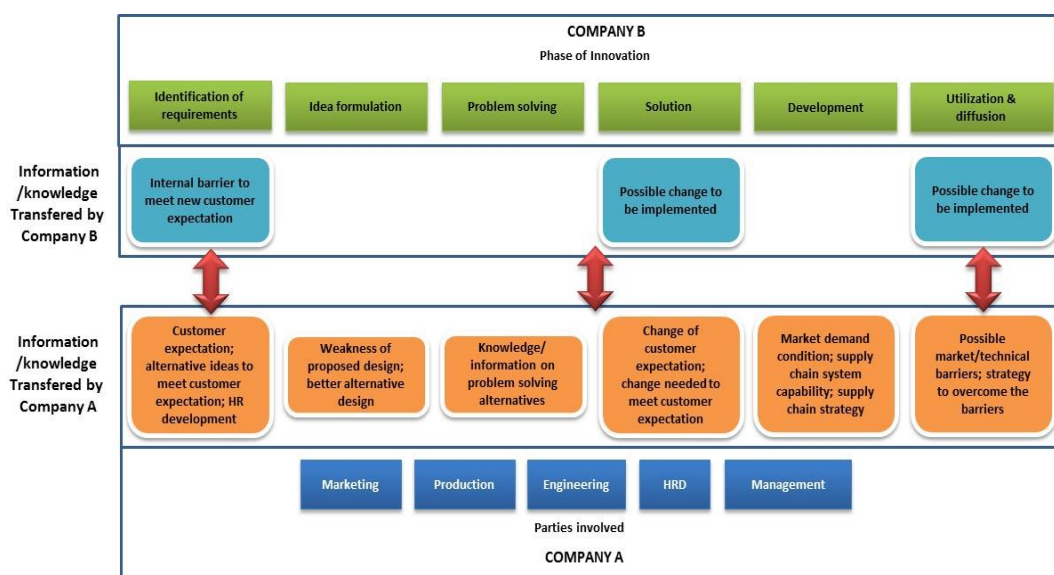 COMPANY B
Phase of Innovation
Identification of
requirements
Idea formulation
Problem solving
Solution
Development
Utilization &
diffusion
Information
/knowledge
Transfered by
Company B
Internal barrier to
meet new customer
expectation
Possible change to
be implemented
Possible change to
be implemented
Information
/knowledge
Transfered by
Company A
Customer
expectation;
alternative ideas to
meet customer
expectation; HR
development
Weakness of
proposed design;
better alternative
design
Knowledge/
information on
problem solving
alternatives
Change of
customer
expectation;
change needed to
meet customer
expectation
Market demand
condition; supply
chain system
capability; supply
chain strategy
Possible
market/technical
barriers; strategy
to overcome the
barriers
Marketing
Production
Engineering
HRD
Management
Parties involved
COMPANY A